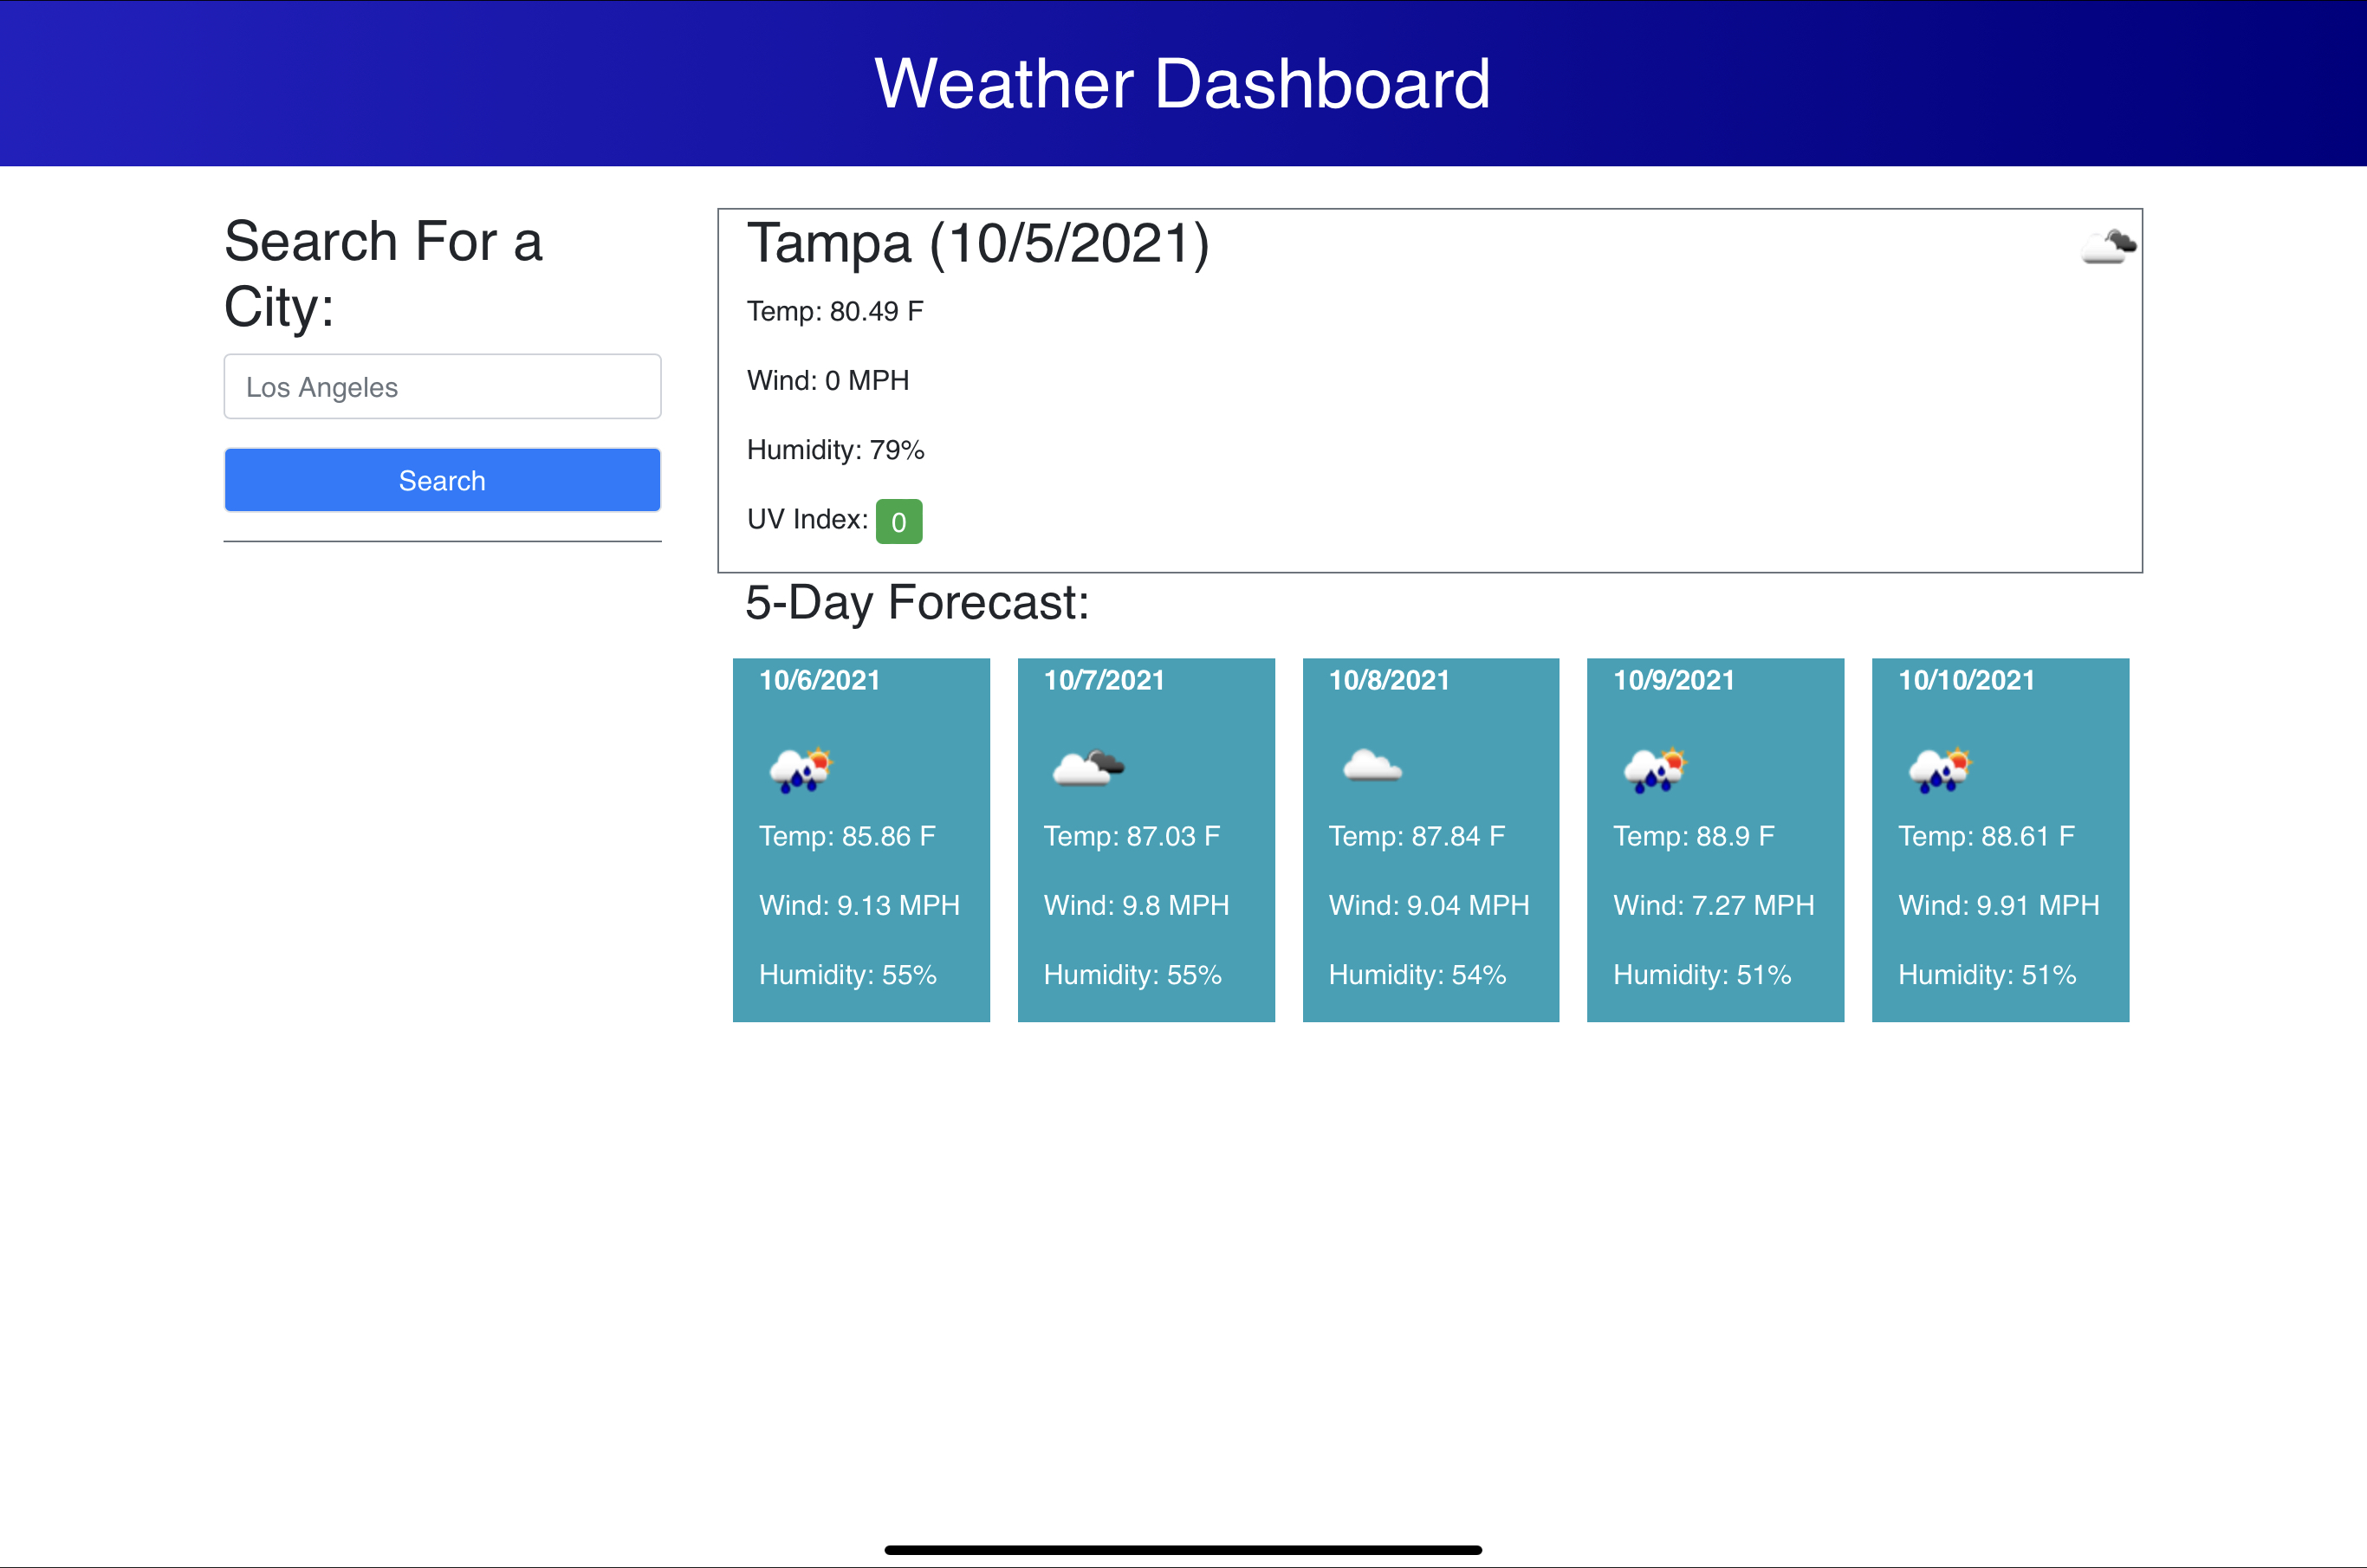 Weather Dashboard
Search For a
City:
Los Angeles
Search
Tampa (10/5/2021)
Temp: 80.49 F
Wind: 0 MPH
Humidity: 79%
UV Index: 0
5-Day Forecast:
10/6/2021
Temp: 85.86 F
Wind: 9.13 MPH
Humidity: 55%
10/7/2021
Temp: 87.03 F
Wind: 9.8 MPH
Humidity: 55%
10/8/2021
Temp: 87.84 F
Wind: 9.04 MPH
Humidity: 54%
10/9/2021
Temp: 88.9 F
Wind: 7.27 MPH
Humidity: 51%
10/10/2021
Temp: 88.61 F
Wind: 9.91 MPH
Humidity: 51%